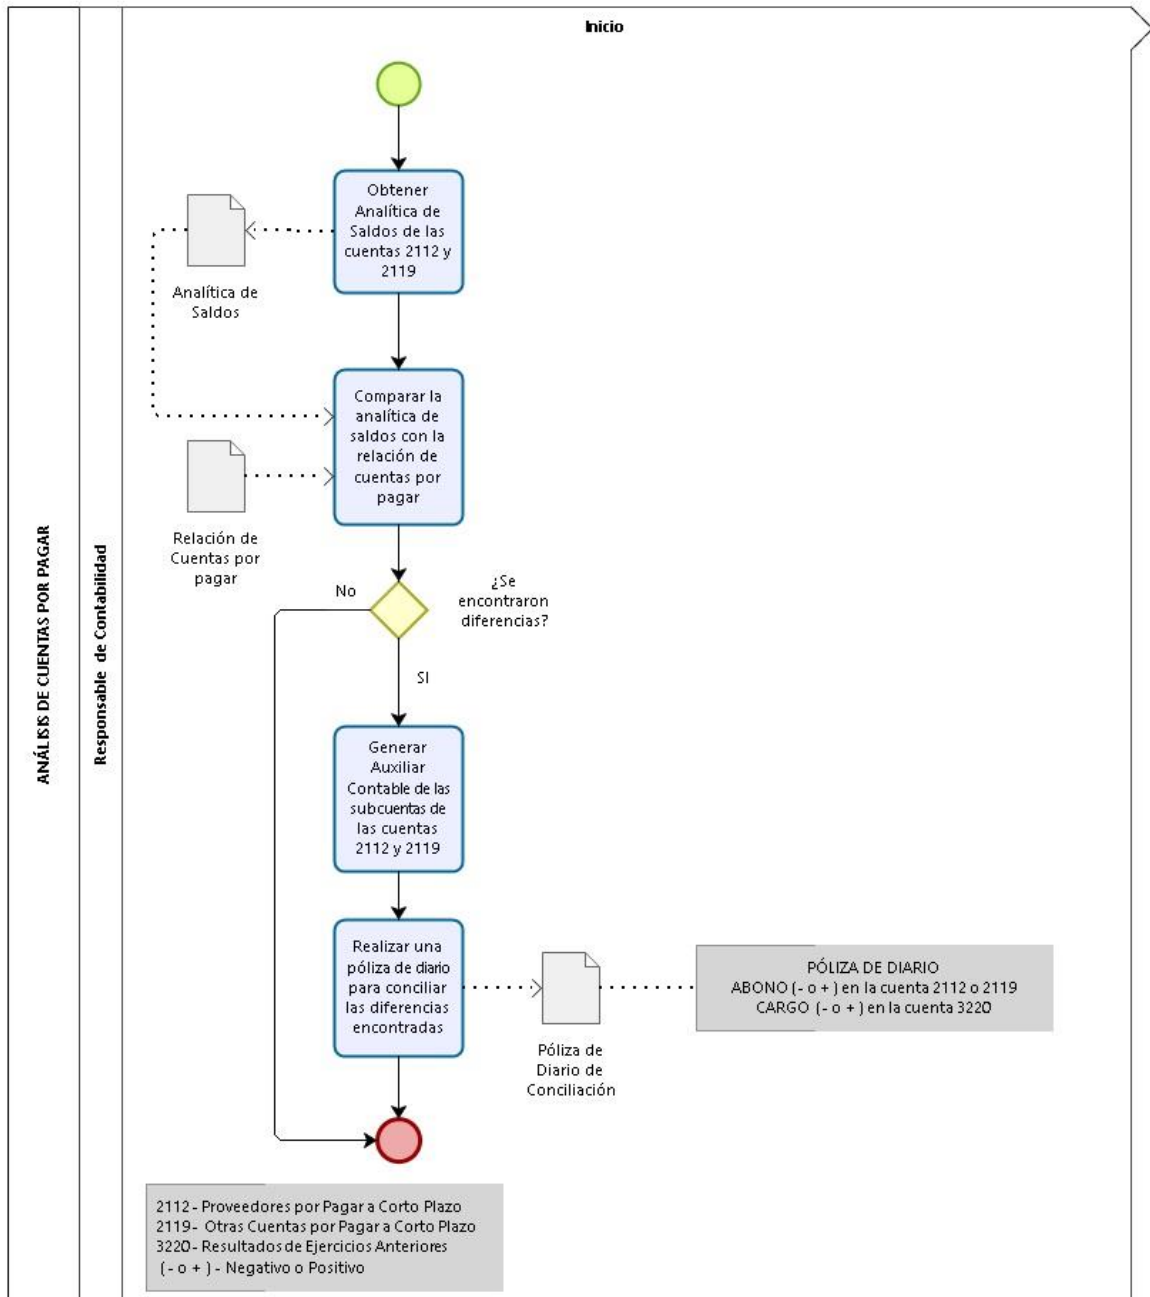 Inicio
ANÁLISIS DE CUENTAS POR PAGAR
Responsable de Contabilidad
Obtener
Analítica de
Saldos de las
cuentas 2112 y
2119
Analítica de
Saldos
Comparar la
analítica de
saldos con la
relación de
cuentas por
pagar
Relación de
Cuentas por
pagar
¿Se
encontraron
diferencias?
No
SI
Generar
Auxiliar
Contable de las
subcuentas de
las cuentas
2112 y 2119
Realizar una
póliza de diario
para conciliar
las diferencias
encontradas
Póliza de
Diario de
Conciliación
PÓLIZA DE DIARIO
ABONO (- o + ) en la cuenta 2112 o 2119
CARGO (- o + ) en la cuenta 3220
2112 - Proveedores por Pagar a Corto Plazo
2119- Otras Cuentas por Pagar a Corto Plazo
3220 - Resultados de Ejercicios Anteriores
( - o + ) - Negativo o Positivo